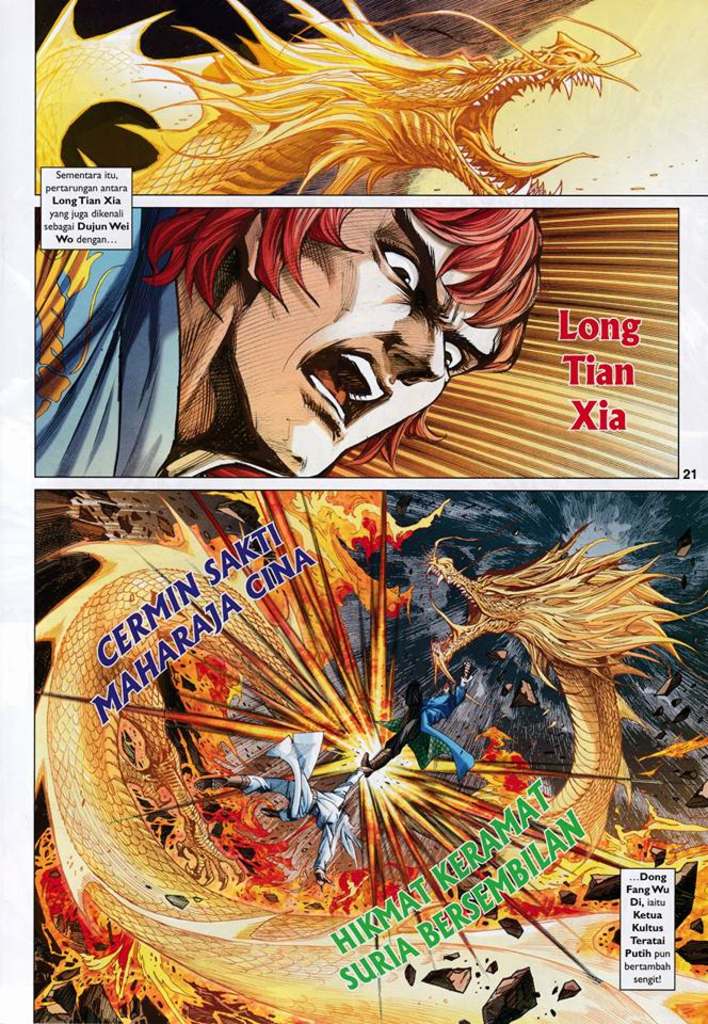 Sementara itu,
pertarungan antara
Long Tian Xia
yang juga dikenali
sebagai Dujun Wei
Wo dengan...
Long
Tian
Xia
21
CERMIN SAKTI
MAHARAJA CINA
HIKMAT KERAMAT
SURIA BERSEMBILAN
...Dong
Fang Wu
Di, iaitu
Ketua
Kultus
Teratai
Putih pun
bertambah
sengit!